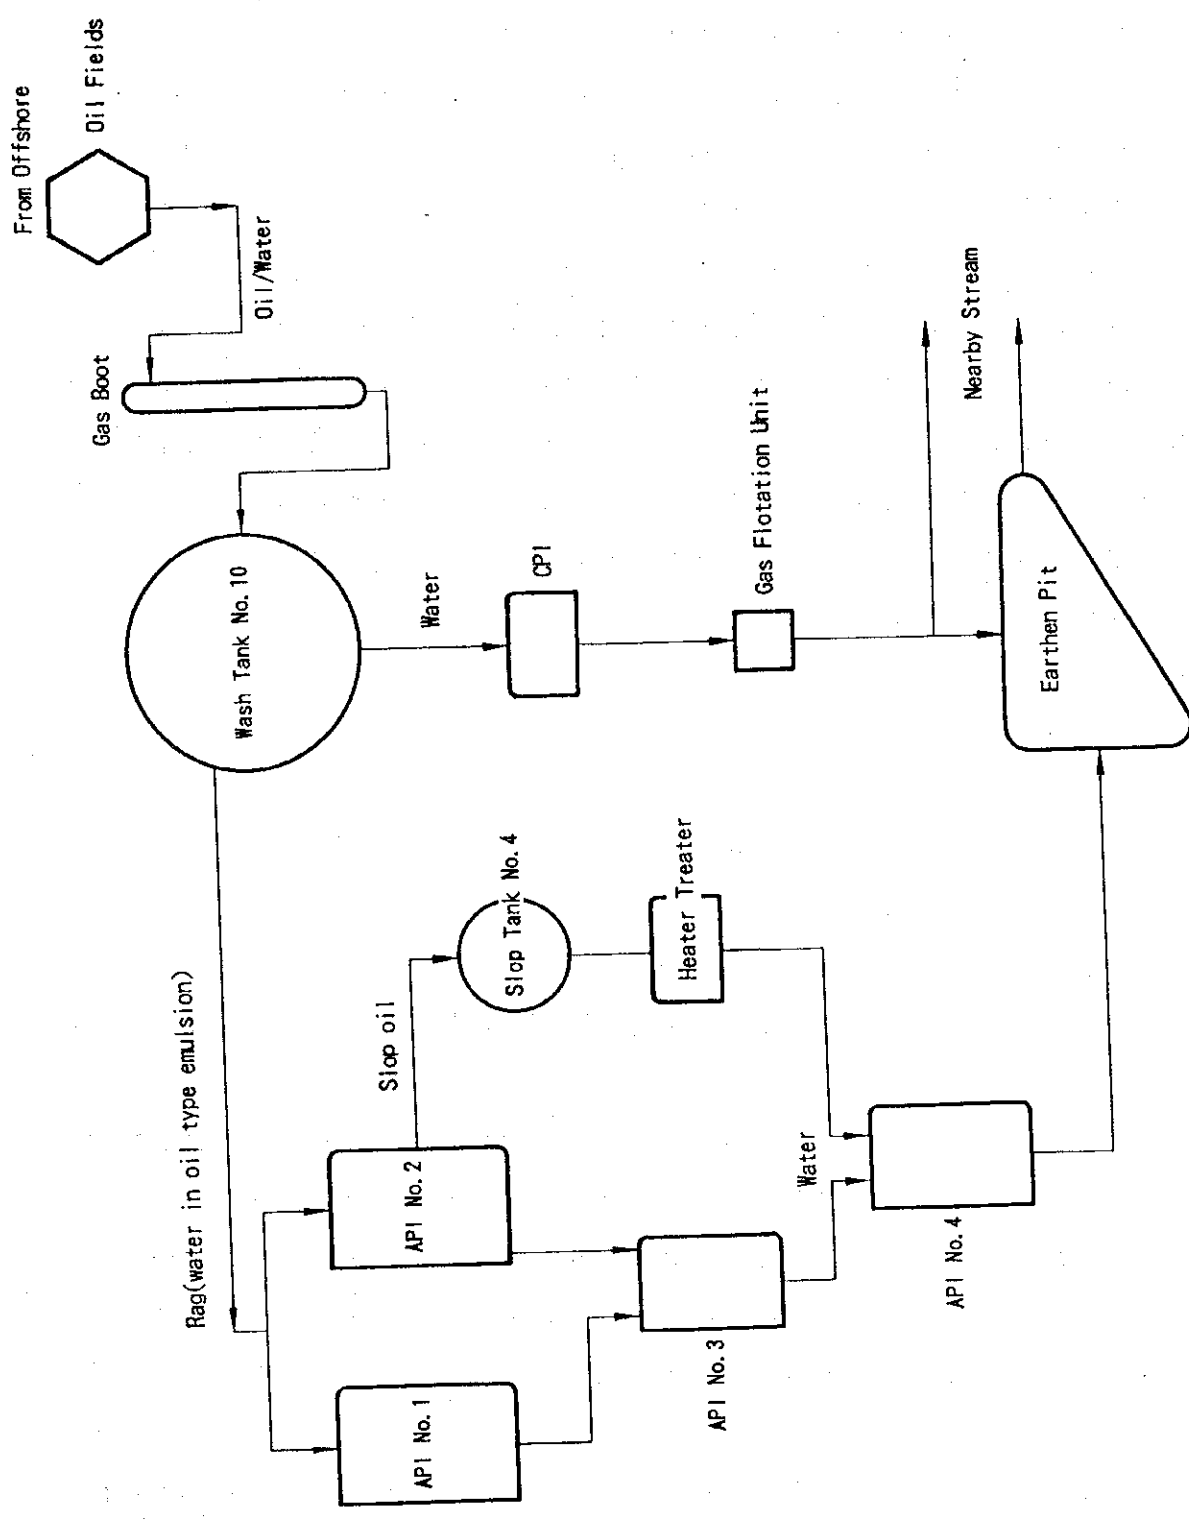 From Offshore
Oil Fields
Oil/Water
Gas Boot
Wash Tank No.10
Water
CPI
Gas Flotation Unit
Nearby Stream
Earthen Pit
Rag(water in oil type emulsion)
Slop oil
Slop Tank No.4
Heater Treater
API No.2
API No.1
API No.3
Water
API No.4